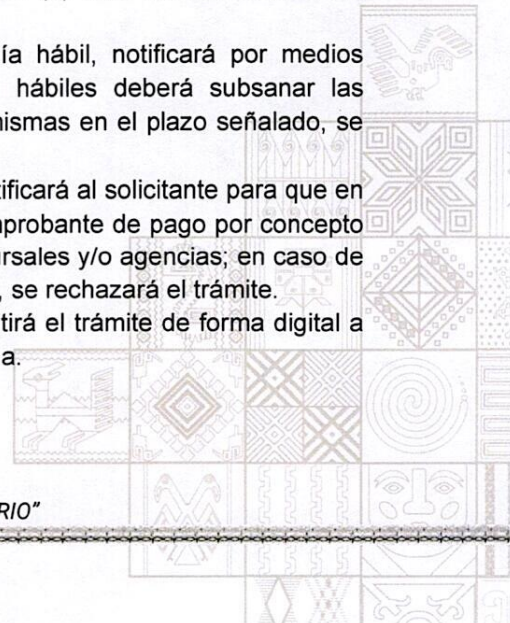 ía hábil, notificará por medios
hábiles deberá subsanar las
mismas en el plazo señalado, se
tificará al solicitante para que en
mprobante de pago por concepto
ursales y/o agencias; en caso de
, se rechazará el trámite.
tirá el trámite de forma digital a
a.
RIO"